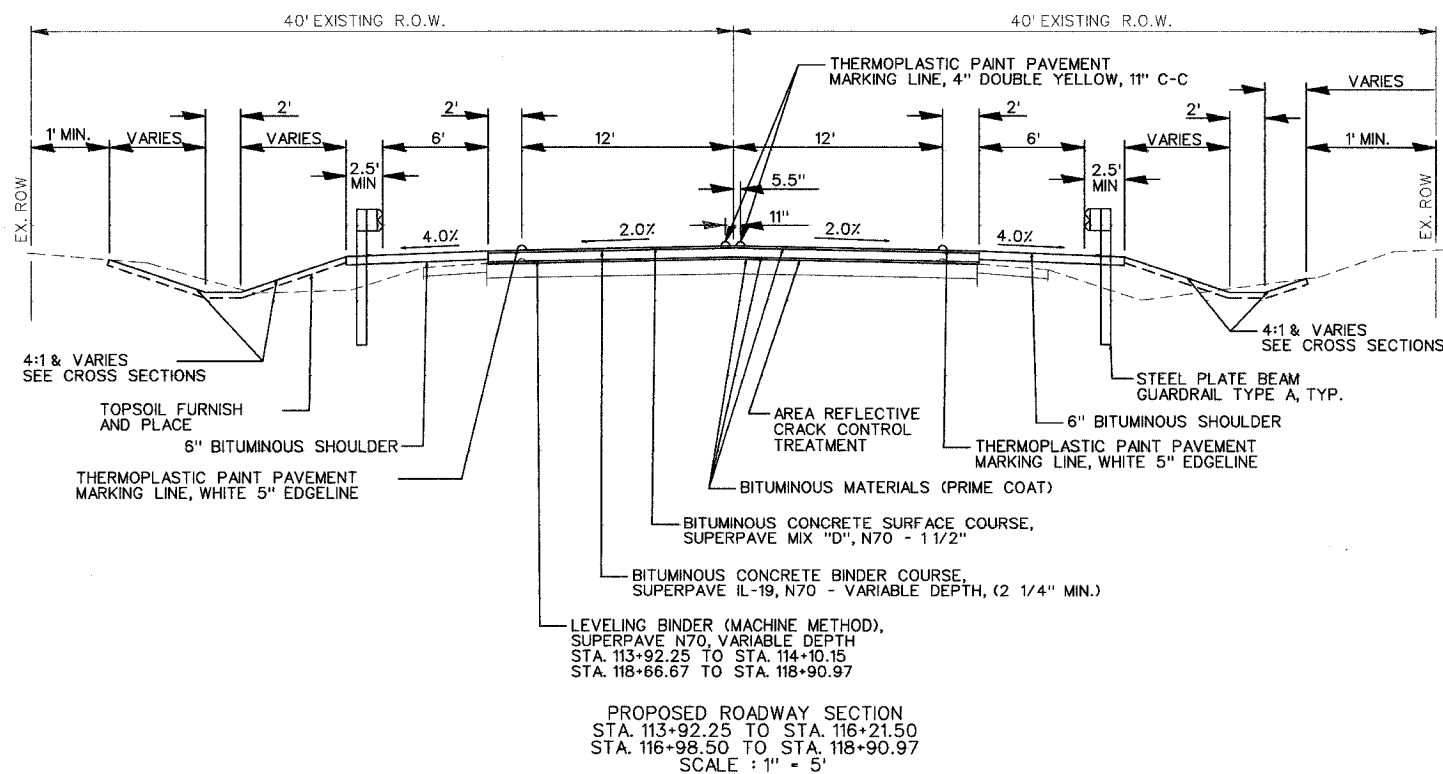 40' EXISTING R.O.W.
40' EXISTING R.O.W.
THERMOPLASTIC PAINT PAVEMENT
MARKING LINE, 4" DOUBLE YELLOW, 11" C-C
VARIES
2'
2'
2'
2'
1' MIN.
VARIES
VARIES
6'
12'
12'
6'
VARIES
1' MIN.
2.5'
MIN
5.5"
2.5'
MIN
11"
EX. ROW
EX. ROW
4.0%
2.0%
2.0%
4.0%
4:1 & VARIES
SEE CROSS SECTIONS
4:1 & VARIES
SEE CROSS SECTIONS
TOPSOIL FURNISH
AND PLACE
STEEL PLATE BEAM
GUARDRAIL TYPE A, TYP.
AREA REFLECTIVE
CRACK CONTROL
TREATMENT
6" BITUMINOUS SHOULDER
6" BITUMINOUS SHOULDER
THERMOPLASTIC PAINT PAVEMENT
MARKING LINE, WHITE 5" EDGELINE
THERMOPLASTIC PAINT PAVEMENT
MARKING LINE, WHITE 5" EDGELINE
BITUMINOUS MATERIALS (PRIME COAT)
BITUMINOUS CONCRETE SURFACE COURSE,
SUPERPAVE MIX "D", N70 - 1 1/2"
BITUMINOUS CONCRETE BINDER COURSE,
SUPERPAVE IL-19, N70 - VARIABLE DEPTH, (2 1/4" MIN.)
LEVELING BINDER (MACHINE METHOD),
SUPERPAVE N70, VARIABLE DEPTH
STA. 113+92.25 TO STA. 114+10.15
STA. 118+66.67 TO STA. 118+90.97
PROPOSED ROADWAY SECTION
STA. 113+92.25 TO STA. 116+21.50
STA. 116+98.50 TO STA. 118+90.97
SCALE : 1" = 5'